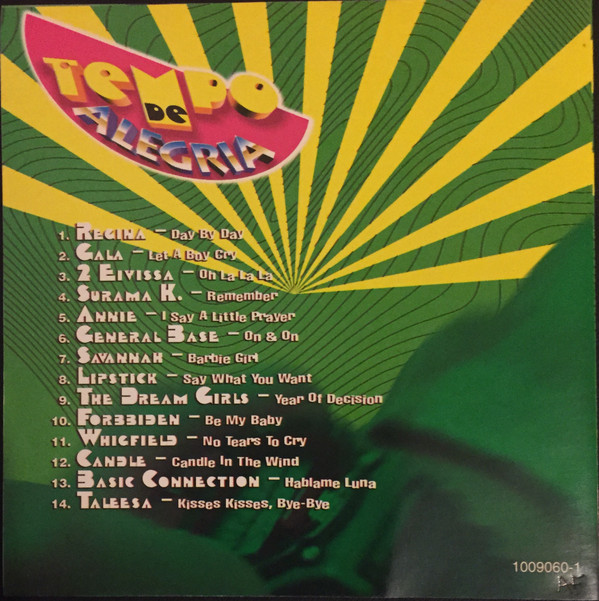 TEMPO
DE
ALEGRIA
1. REGINA – Day By Day
2. GALA – Let A Boy Cry
3. 2 EIVISSA – Oh La La La
4. SURAMA K. – Remember
5. ANNIE – I Say A Little Prayer
6. GENERAL BASE – On & On
7. SAVANNAH – Barbie Girl
8. LIPSTICK – Say What You Want
9. THE DREAM GIRLS – Year Of Decision
10. FORBBIDEN – Be My Baby
11. WHIGFIELD – No Tears To Cry
12. CANDLE – Candle In The Wind
13. BASIC CONNECTION – Hablame Luna
14. TALEESA – Kisses Kisses, Bye-Bye
1009060-1